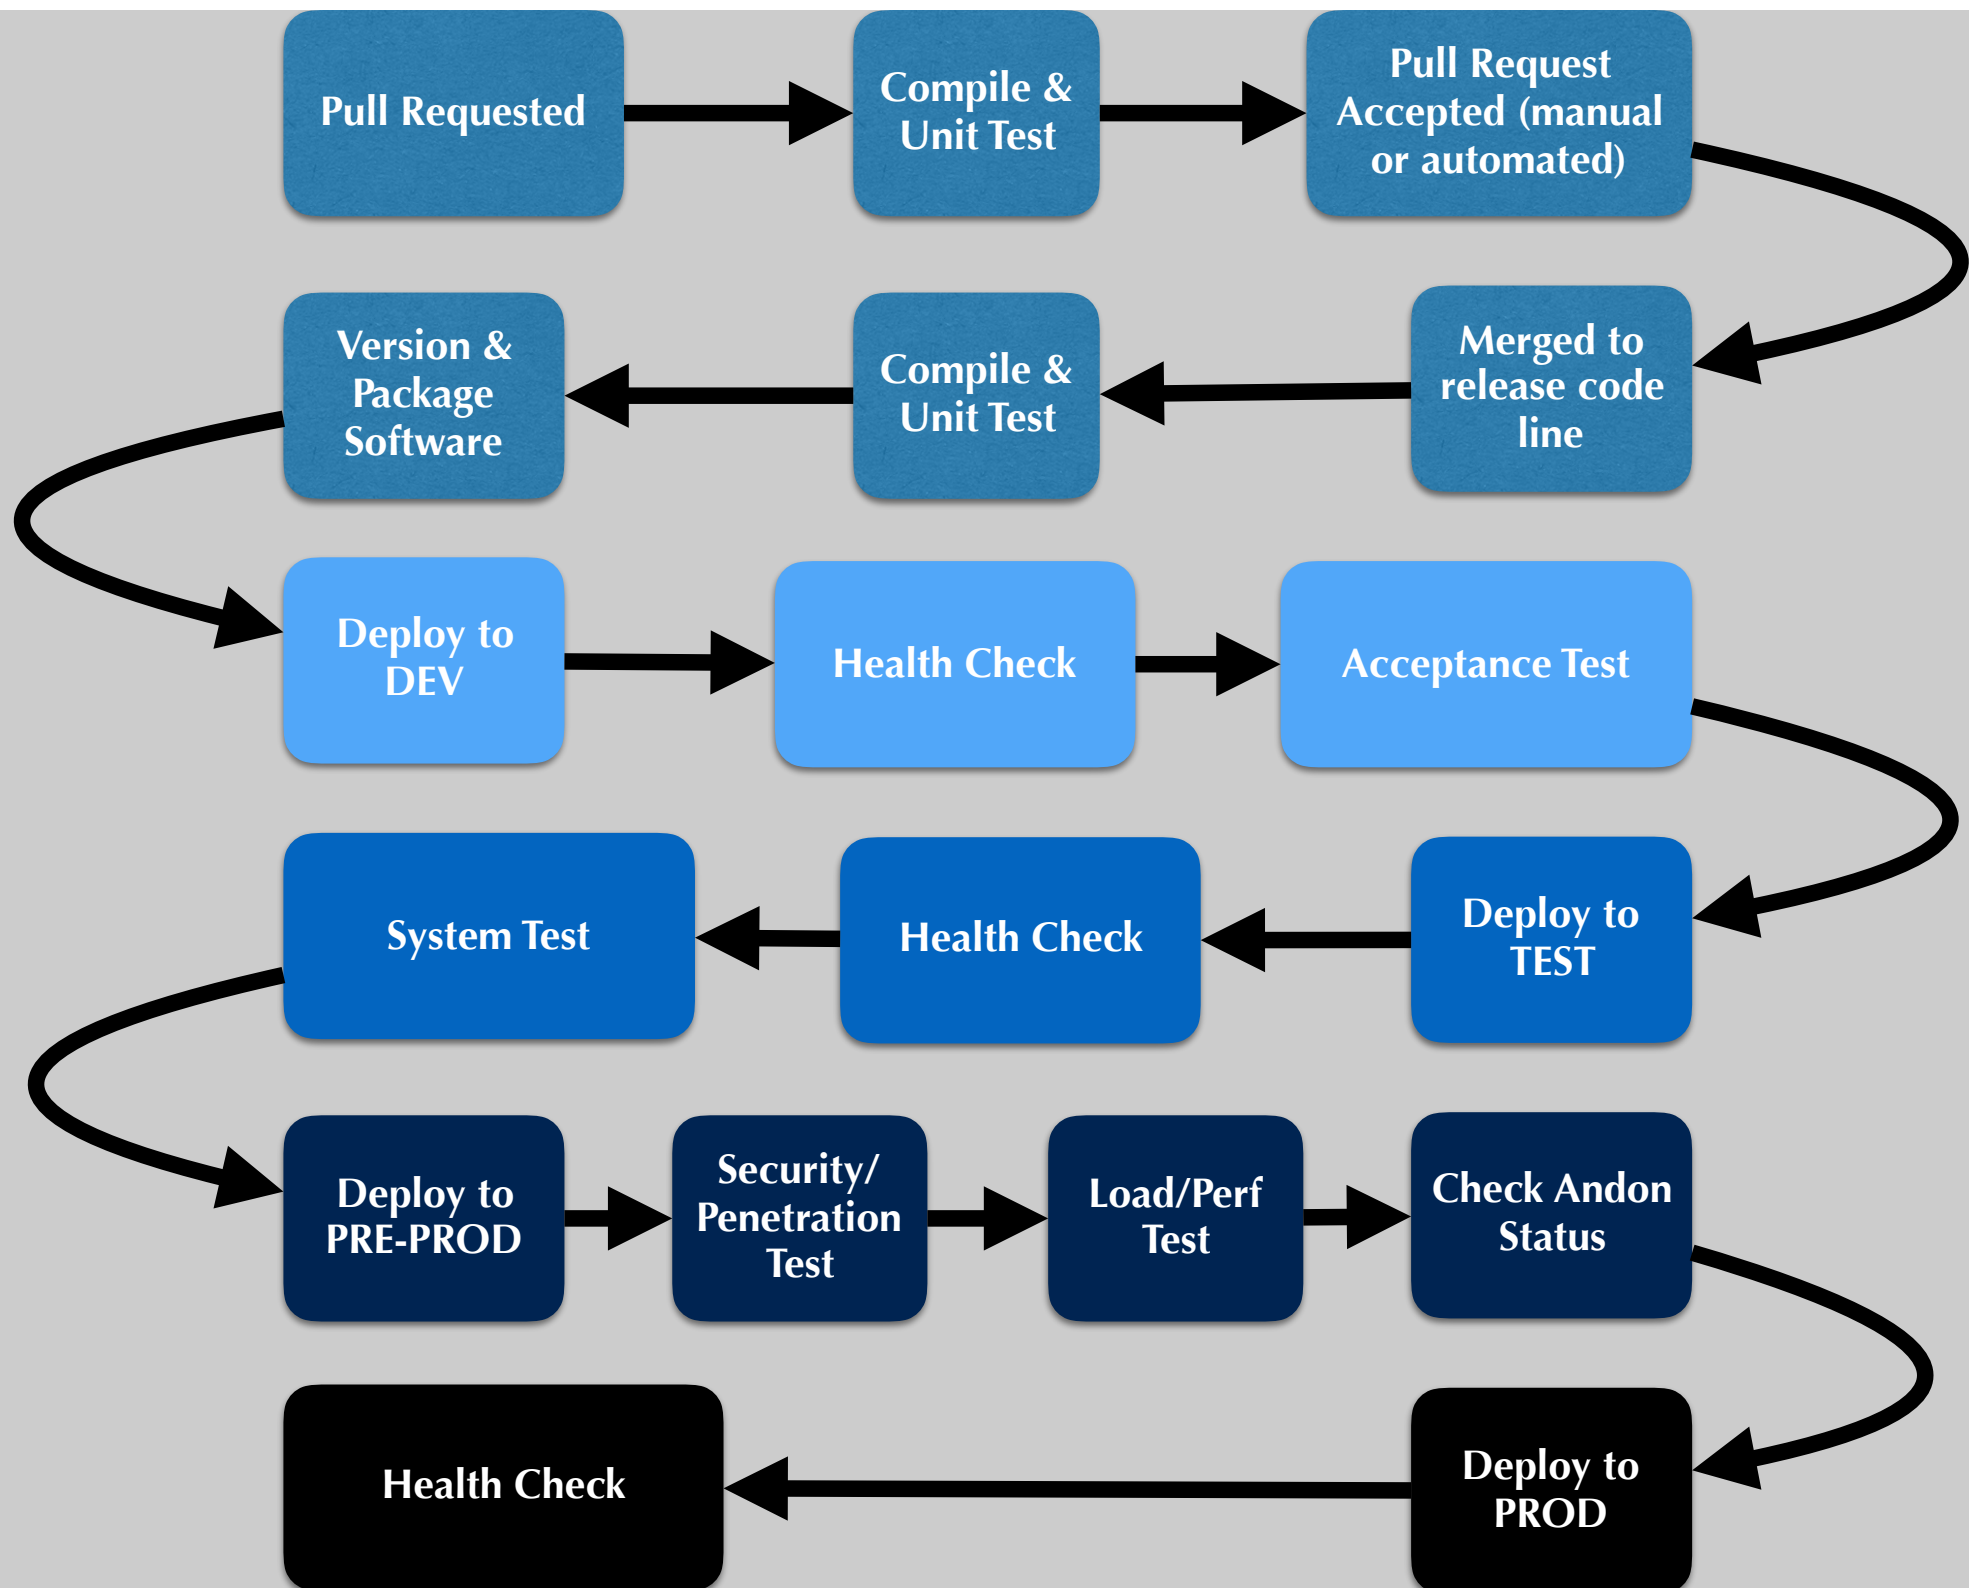 Pull Requested
Compile &
Unit Test
Pull Request
Accepted (manual
or automated)
Merged to
release code
line
Compile &
Unit Test
Version &
Package
Software
Deploy to
DEV
Health Check
Acceptance Test
Deploy to
TEST
Health Check
System Test
Deploy to
PRE-PROD
Security/
Penetration
Test
Load/Perf
Test
Check Andon
Status
Deploy to
PROD
Health Check